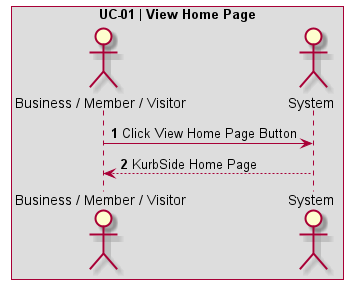 UC-01 | View Home Page
Business / Member / Visitor System
1 Click View Home Page Button
2 KurbSide Home Page
Business / Member / Visitor System